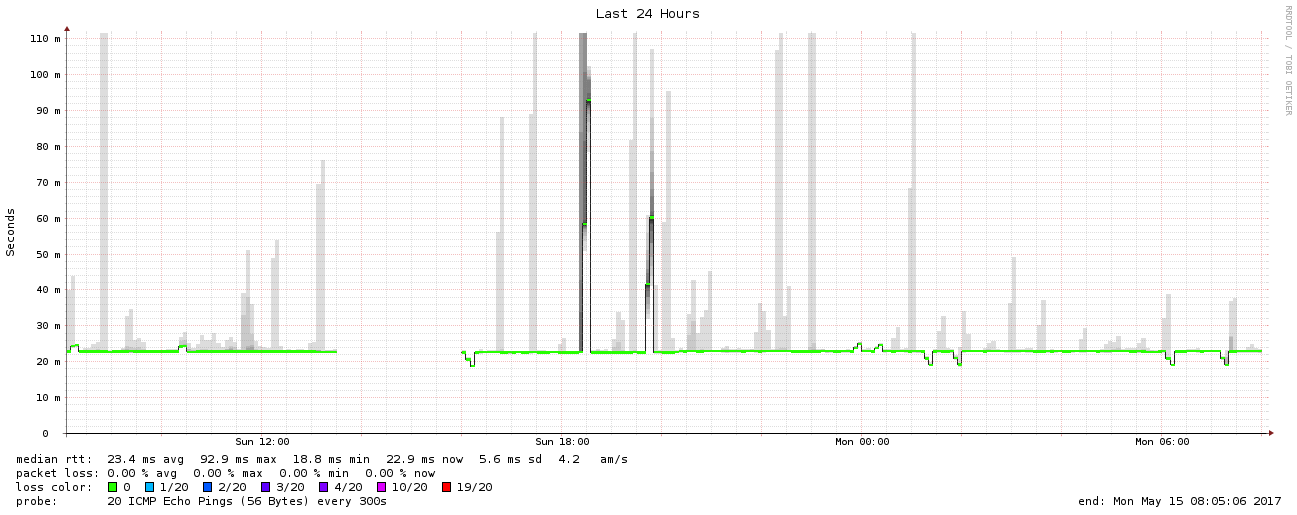 Last 24 Hours
RRDTOOL / TOBI OETIKER
Seconds
110 m
100 m
90 m
80 m
70 m
60 m
50 m
40 m
30 m
20 m
10 m
0
Sun 12:00 Sun 18:00 Mon 00:00 Mon 06:00
median rtt: 23.4 ms avg 92.9 ms max 18.8 ms min 22.9 ms now 5.6 ms sd 4.2 am/s
packet loss: 0.00 % avg 0.00 % max 0.00 % min 0.00 % now
loss color: 0 1/20 2/20 3/20 4/20 10/20 19/20
probe: 20 ICMP Echo Pings (56 Bytes) every 300s end: Mon May 15 08:05:06 2017